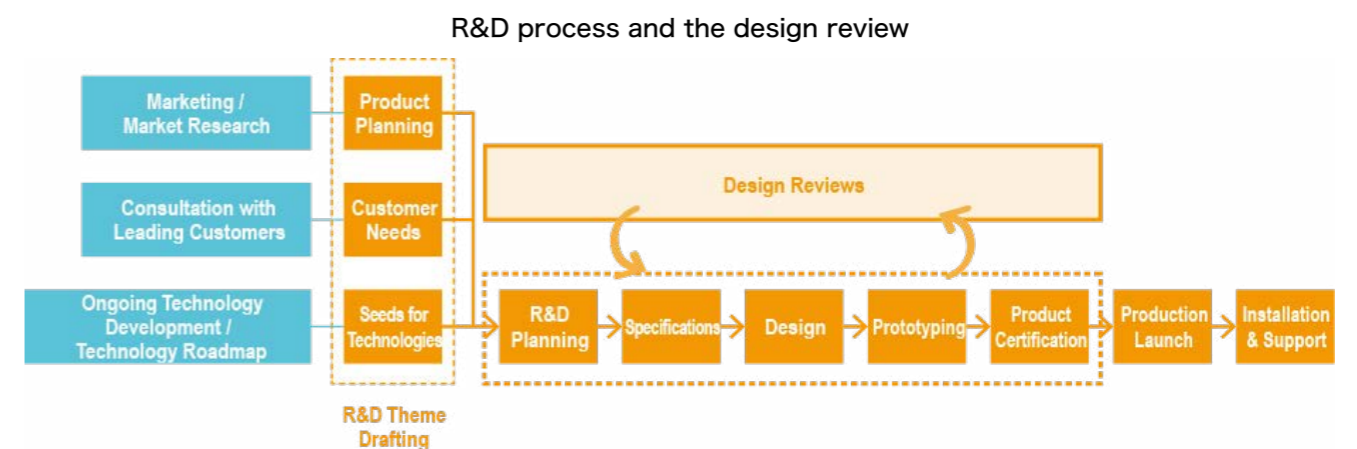 R&D process and the design review
Marketing /
Market Research
Product
Planning
Design Reviews
Consultation with
Leading Customers
Customer
Needs
Ongoing Technology
Development /
Technology Roadmap
Seeds for
Technologies
R&D
Planning
Specifications
Design
Prototyping
Product
Certification
Production
Launch
Installation
& Support
R&D Theme
Drafting